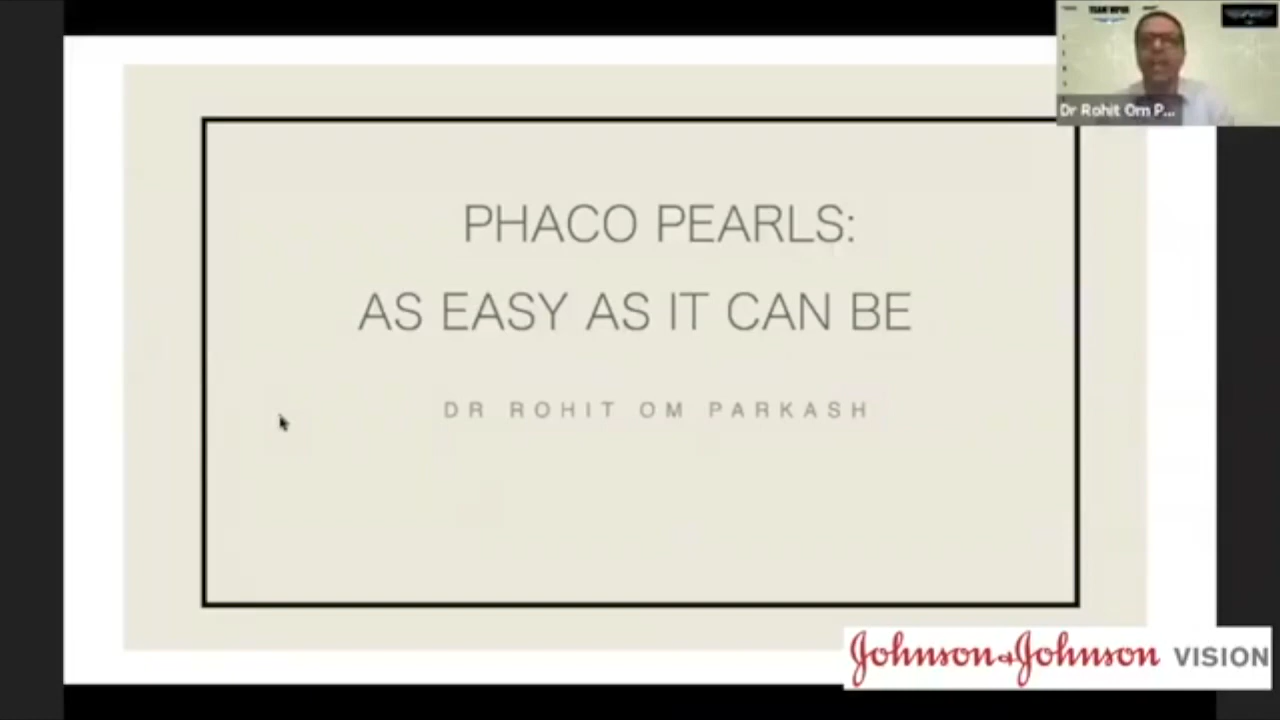 PHACO PEARLS:
AS EASY AS IT CAN BE
DR ROHIT OM PARKASH
Dr Rohit Om P...
Johnson & Johnson VISION